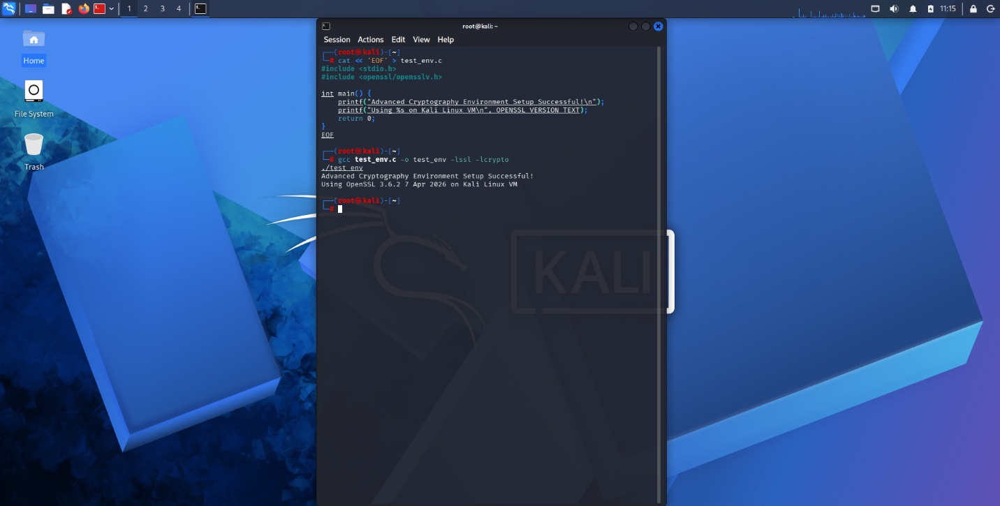 1 2 3 4
11:15
Home
File System
Trash
root@kali: ~
Session Actions Edit View Help
┌──(root㉿kali)-[~]
└─# cat << 'EOF' > test_env.c
#include <stdio.h>
#include <openssl/opensslv.h>
int main() {
    printf("Advanced Cryptography Environment Setup Successful!\n");
    printf("Using %s on Kali Linux VM\n", OPENSSL_VERSION_TEXT);
    return 0;
}
EOF
┌──(root㉿kali)-[~]
└─# gcc test_env.c -o test_env -lssl -lcrypto
./test_env
Advanced Cryptography Environment Setup Successful!
Using OpenSSL 3.6.2 7 Apr 2026 on Kali Linux VM
┌──(root㉿kali)-[~]
└─#
KALI